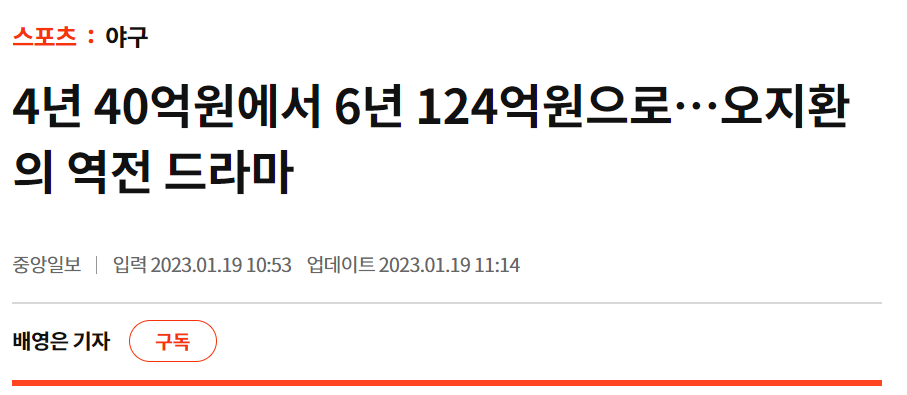 스포츠 : 야구
4년 40억원에서 6년 124억원으로…오지환
의 역전 드라마
중앙일보 | 입력 2023.01.19 10:53 업데이트 2023.01.19 11:14
배영은 기자 구독